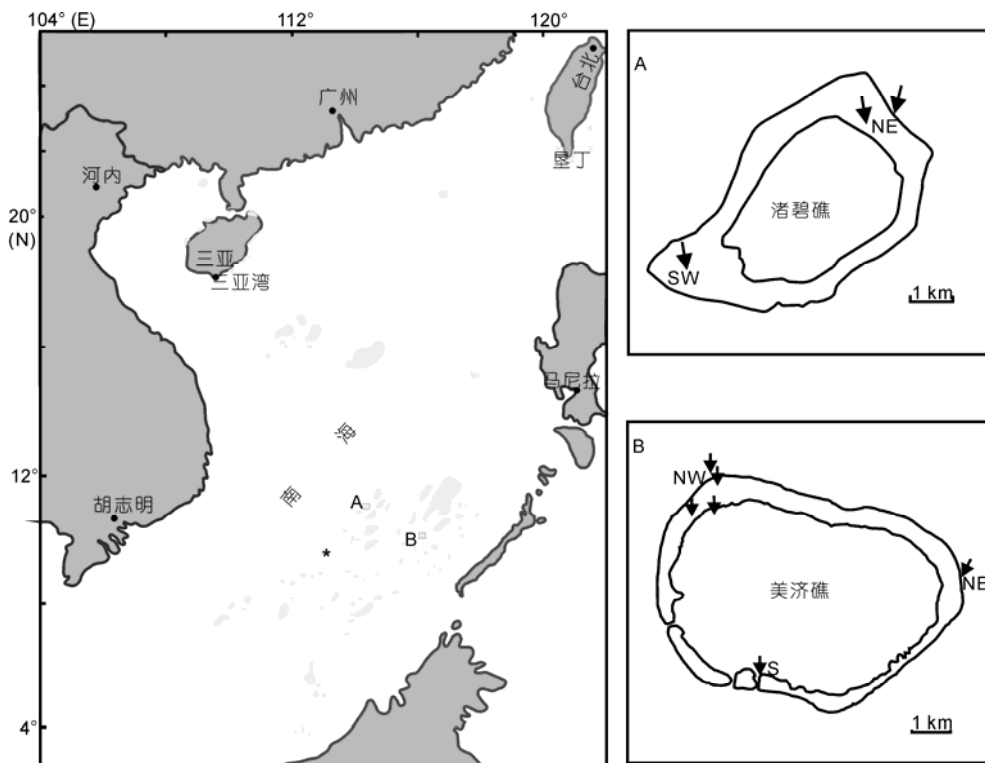 104° (E)
112°
120°
广州
台北
垦丁
河内
20°
(N)
三亚
三亚湾
马尼拉
海
南
12°
胡志明
A
B
*
4°
A
NE
渚碧礁
SW
1 km
B
NW
美济礁
NE
S
1 km